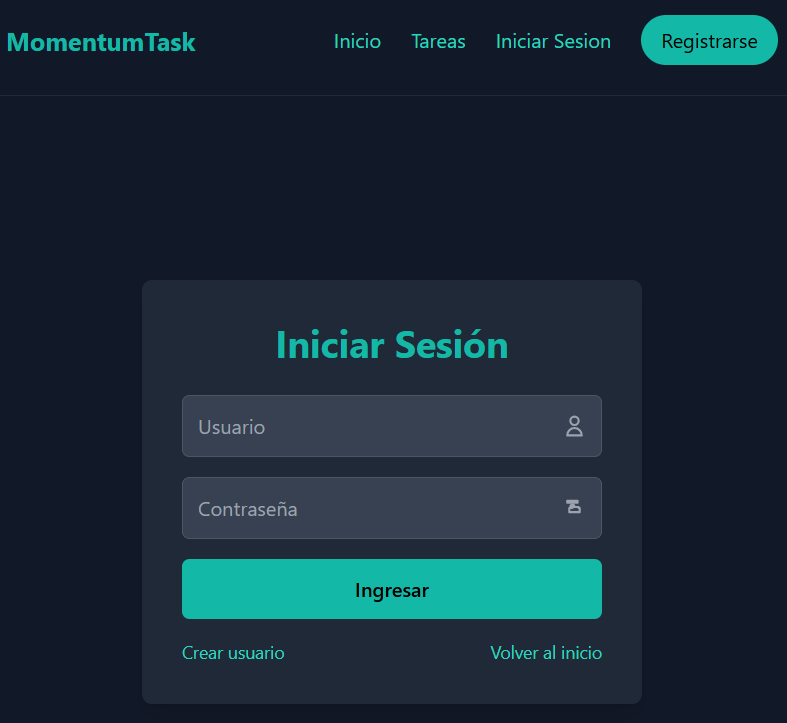 MomentumTask
Inicio Tareas Iniciar Sesion Registrarse
Iniciar Sesión
Usuario
Contraseña
Ingresar
Crear usuario Volver al inicio